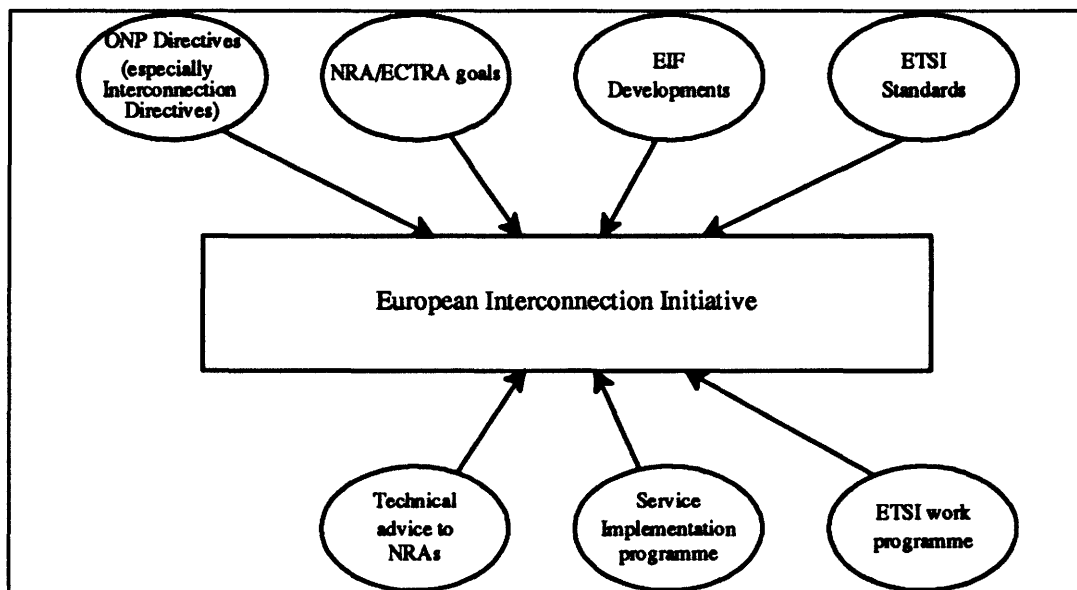 ONP Directives
(especially
Interconnection
Directives)
NRA/ECTRA goals
EIF
Developments
ETSI
Standards
European Interconnection Initiative
Technical
advice to
NRAs
Service
Implementation
programme
ETSI work
programme